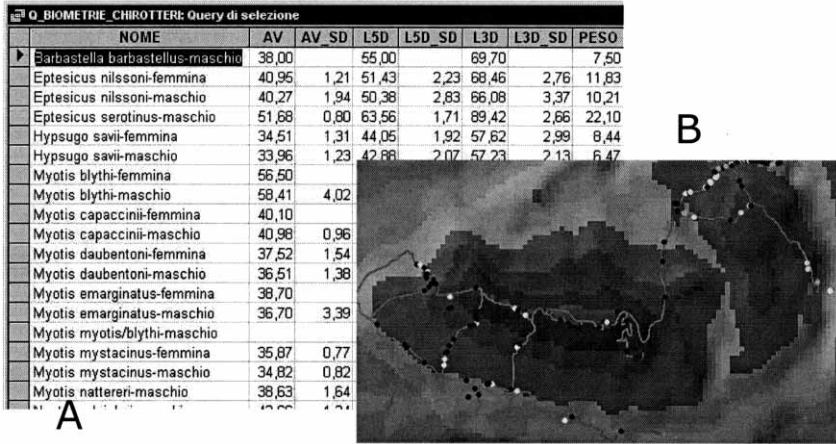 Q_BIOMETRIE_CHIROTTERI: Query di selezione
NOME AV AV_SD L5D L5D_SD L3D L3D_SD PESO
Barbastella barbastellus-maschio 38,00 55,00 69,70 7,50
Eptesicus nilssoni-femmina 40,95 1,21 51,43 2,23 68,46 2,76 11,83
Eptesicus nilssoni-maschio 40,27 1,94 50,38 2,83 66,08 3,37 10,21
Eptesicus serotinus-maschio 51,68 0,80 63,56 1,71 89,42 2,66 22,10
Hypsugo savii-femmina 34,51 1,31 44,05 1,92 57,62 2,99 8,44
Hypsugo savii-maschio 33,96 1,23 42,88 2,07 57,23 2,13 6,47
Myotis blythi-femmina 56,50
Myotis blythi-maschio 58,41 4,02
Myotis capaccinii-femmina 40,10
Myotis capaccinii-maschio 40,98 0,96
Myotis daubentoni-femmina 37,52 1,54
Myotis daubentoni-maschio 36,51 1,38
Myotis emarginatus-femmina 38,70
Myotis emarginatus-maschio 36,70 3,39
Myotis myotis/blythi-maschio
Myotis mystacinus-femmina 35,87 0,77
Myotis mystacinus-maschio 34,82 0,82
Myotis nattereri-maschio 38,63 1,64
A
B